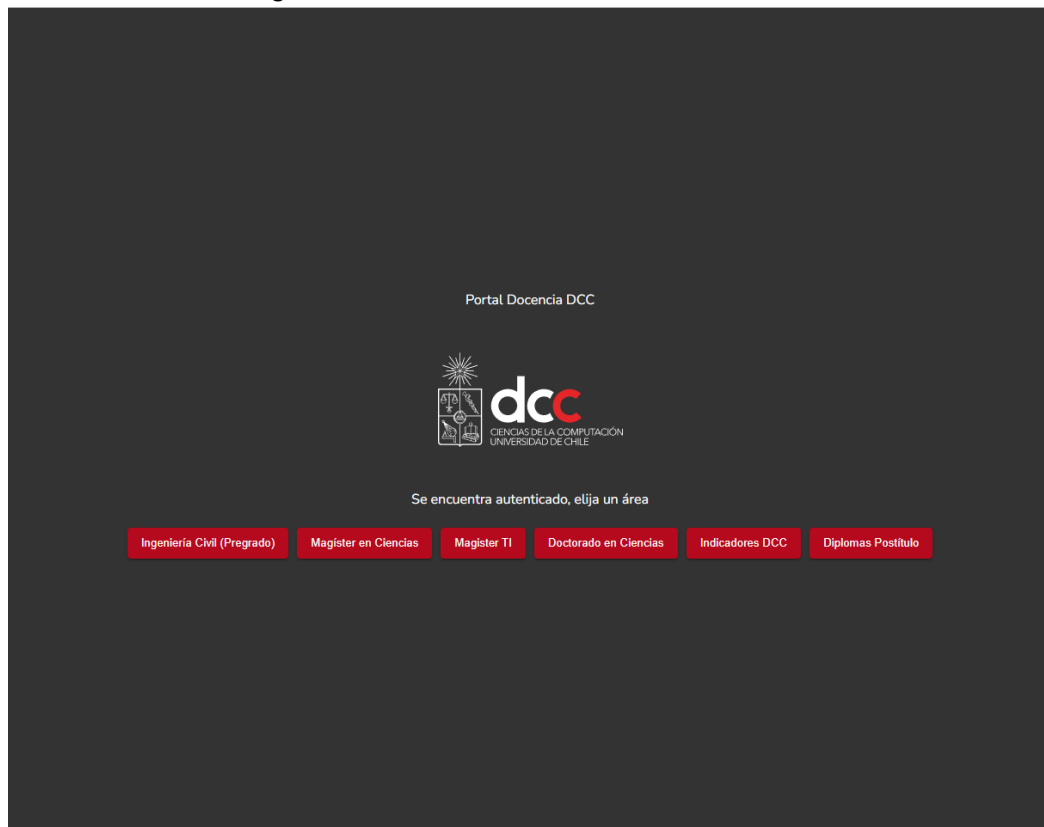 Portal Docencia DCC
dcc
CIENCIAS DE LA COMPUTACIÓN
UNIVERSIDAD DE CHILE
Se encuentra autenticado, elija un área
Ingeniería Civil (Pregrado) Magíster en Ciencias Magister TI Doctorado en Ciencias Indicadores DCC Diplomas Postítulo